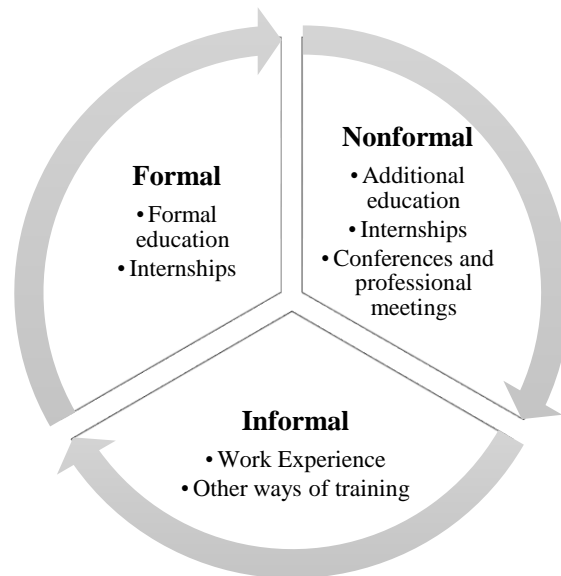 Formal
• Formal
education
• Internships
Nonformal
• Additional
education
• Internships
• Conferences and
professional
meetings
Informal
• Work Experience
• Other ways of training